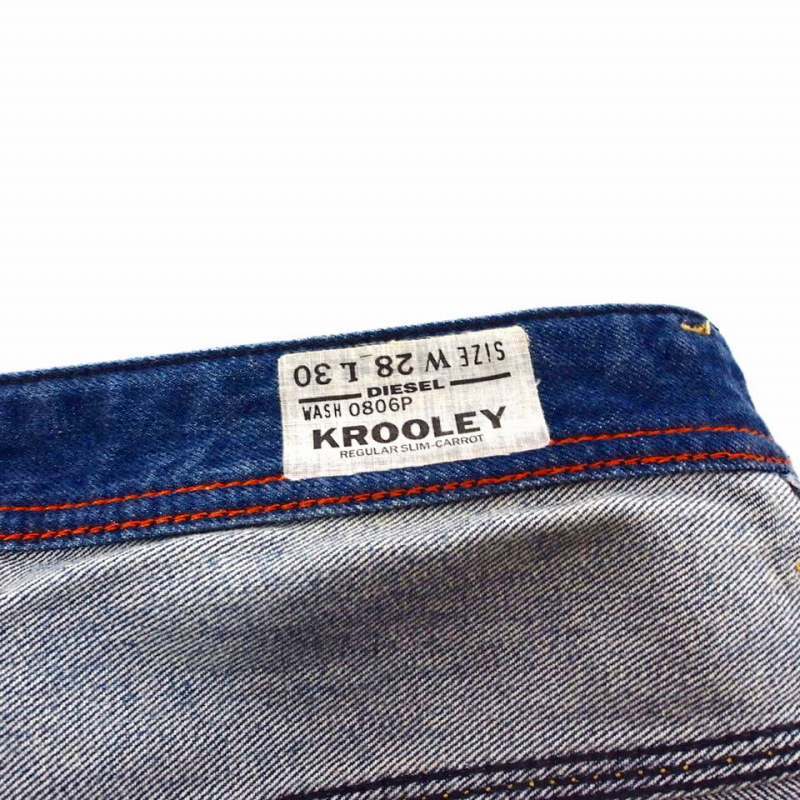 SIZE W 28 L 30
DIESEL
WASH 0806P
KROOLEY
REGULAR SLIM-CARROT